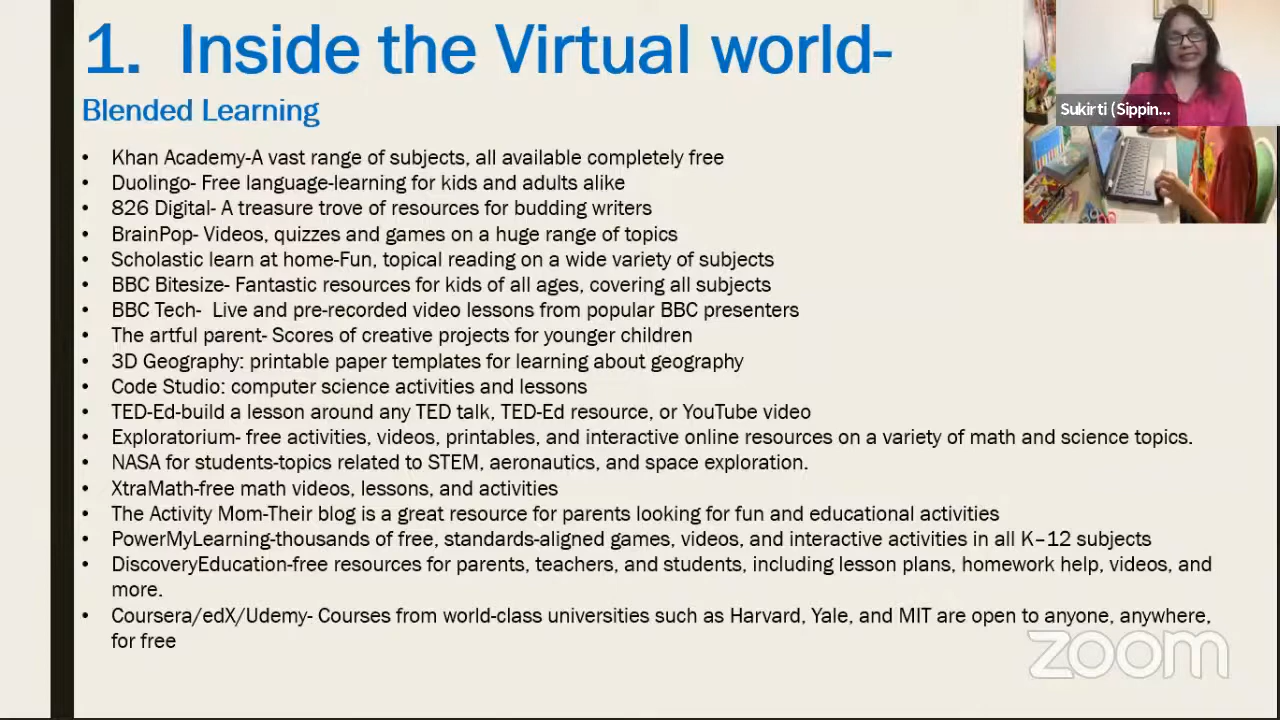 1. Inside the Virtual world-
Blended Learning
Sukirti (Sippin...
• Khan Academy-A vast range of subjects, all available completely free
• Duolingo- Free language-learning for kids and adults alike
• 826 Digital- A treasure trove of resources for budding writers
• BrainPop- Videos, quizzes and games on a huge range of topics
• Scholastic learn at home-Fun, topical reading on a wide variety of subjects
• BBC Bitesize- Fantastic resources for kids of all ages, covering all subjects
• BBC Tech- Live and pre-recorded video lessons from popular BBC presenters
• The artful parent- Scores of creative projects for younger children
• 3D Geography: printable paper templates for learning about geography
• Code Studio: computer science activities and lessons
• TED-Ed-build a lesson around any TED talk, TED-Ed resource, or YouTube video
• Exploratorium- free activities, videos, printables, and interactive online resources on a variety of math and science topics.
• NASA for students-topics related to STEM, aeronautics, and space exploration.
• XtraMath-free math videos, lessons, and activities
• The Activity Mom-Their blog is a great resource for parents looking for fun and educational activities
• PowerMyLearning-thousands of free, standards-aligned games, videos, and interactive activities in all K–12 subjects
• DiscoveryEducation-free resources for parents, teachers, and students, including lesson plans, homework help, videos, and
more.
• Coursera/edX/Udemy- Courses from world-class universities such as Harvard, Yale, and MIT are open to anyone, anywhere,
for free
zoom